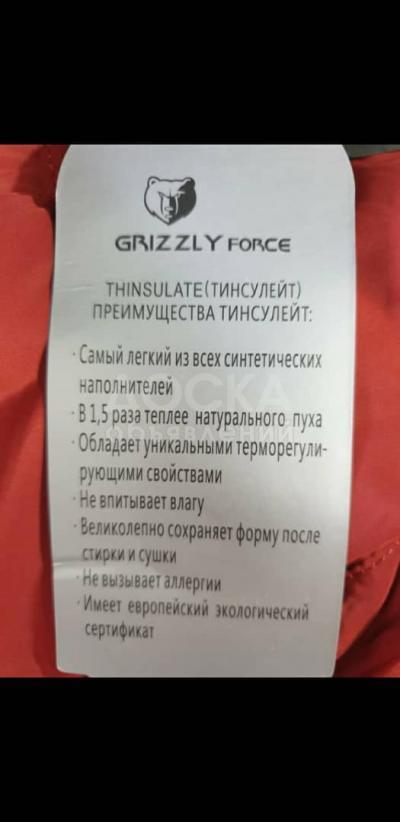 GRIZZLY FORCE
THINSULATE(ТИНСУЛЕЙТ)
ПРЕИМУЩЕСТВА ТИНСУЛЕЙТ:
· Самый легкий из всех синтетических
наполнителей
· В 1,5 раза теплее натурального пуха
· Обладает уникальными терморегули-
рующими свойствами
· Не впитывает влагу
· Великолепно сохраняет форму после
стирки и сушки
· Не вызывает аллергии
· Имеет европейский экологический
сертификат
ДОСКА
объявлений